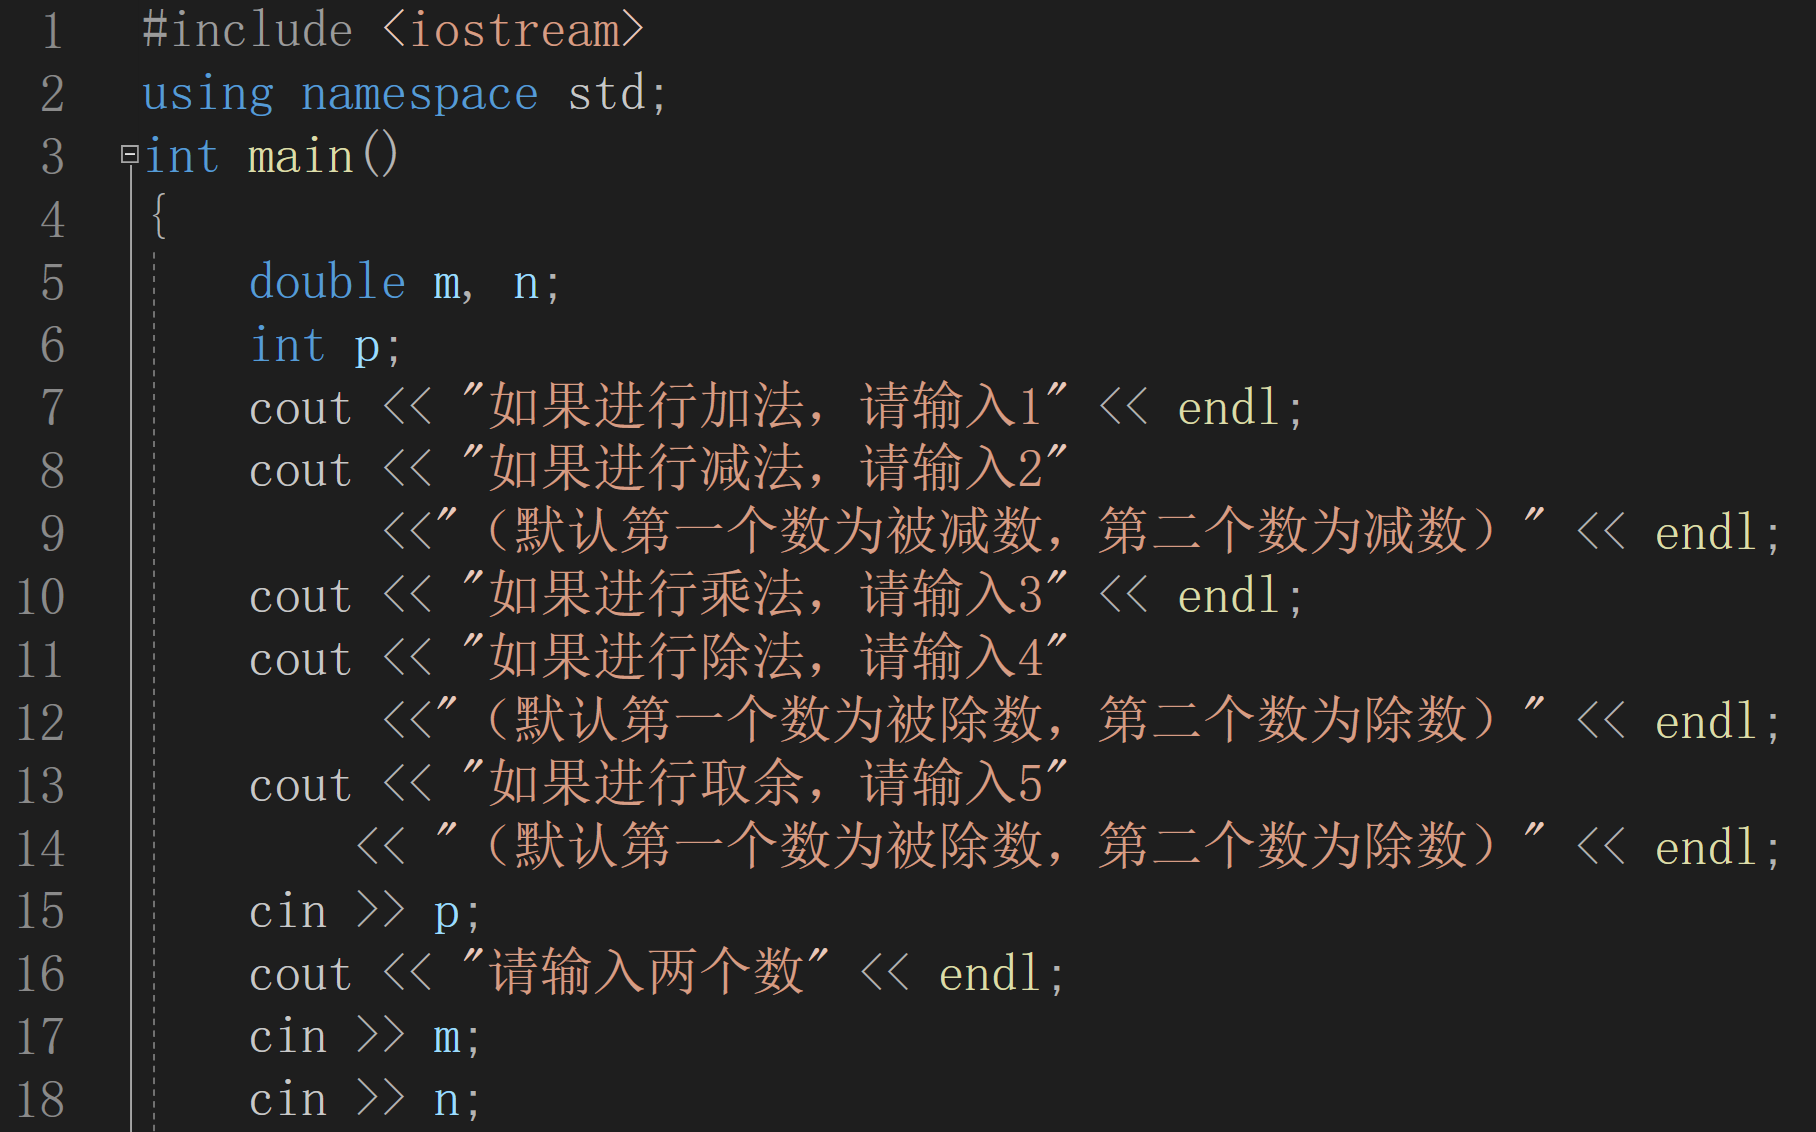 1 #include <iostream>
2 using namespace std;
3 int main()
4 {
5 double m, n;
6 int p;
7 cout << "如果进行加法，请输入1" << endl;
8 cout << "如果进行减法，请输入2"
9 <<"（默认第一个数为被减数，第二个数为减数）" << endl;
10 cout << "如果进行乘法，请输入3" << endl;
11 cout << "如果进行除法，请输入4"
12 <<"（默认第一个数为被除数，第二个数为除数）" << endl;
13 cout << "如果进行取余，请输入5"
14 << "（默认第一个数为被除数，第二个数为除数）" << endl;
15 cin >> p;
16 cout << "请输入两个数" << endl;
17 cin >> m;
18 cin >> n;